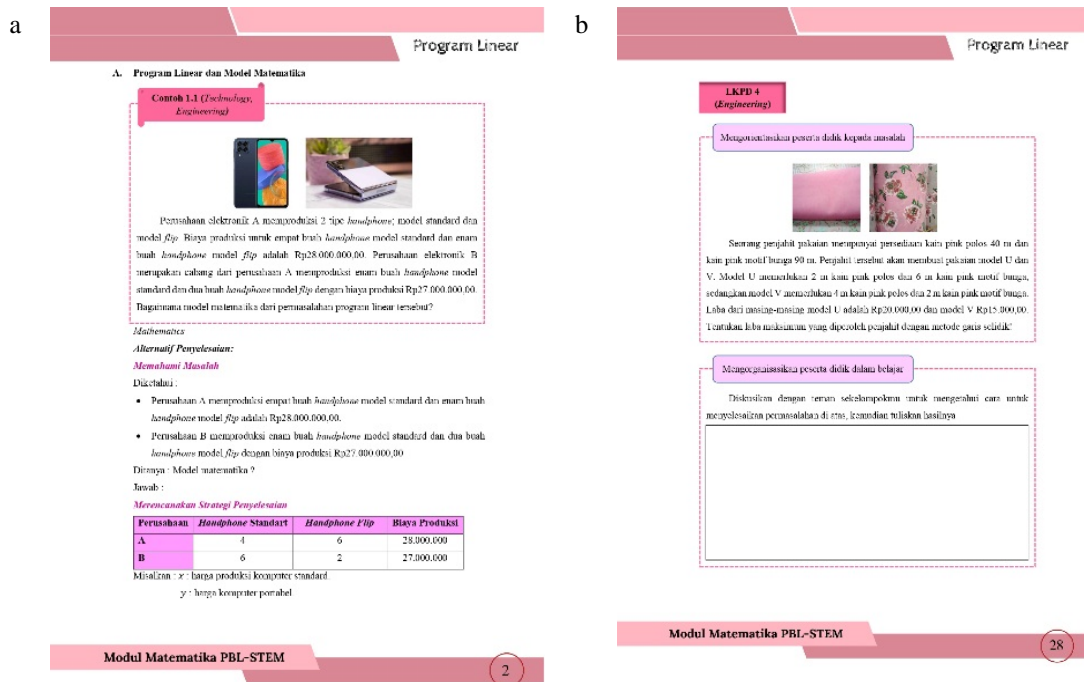 a
Program Linear
A. Program Linear dan Model Matematika
Contoh 1.1 (Technology,
Engineering)
Perusahaan elektronik A memproduksi 2 tipe handphone; model standard dan
model flip. Biaya produksi untuk empat buah handphone model standard dan enam
buah handphone model flip adalah Rp28.000.000,00. Perusahaan elektronik B
merupakan cabang dari perusahaan A memproduksi enam buah handphone model
standard dan dua buah handphone model flip dengan biaya produksi Rp27.000.000,00.
Bagaimana model matematika dari permasalahan program linear tersebut?
Mathematics
Alternatif Penyelesaian:
Memahami Masalah
Diketahui :
• Perusahaan A memproduksi empat buah handphone model standard dan enam buah
handphone model flip adalah Rp28.000.000,00.
• Perusahaan B memproduksi enam buah handphone model standard dan dua buah
handphone model flip dengan biaya produksi Rp27.000.000,00
Ditanya : Model matematika ?
Jawab :
Merencanakan Strategi Penyelesaian
Perusahaan Handphone Standart Handphone Flip Biaya Produksi
A 4 6 28.000.000
B 6 2 27.000.000
Misalkan : x : harga produksi komputer standard.
y : harga komputer portabel.
Modul Matematika PBL-STEM
2
b
Program Linear
LKPD 4
(Engineering)
Mengorientasikan peserta didik kepada masalah
Seorang penjahit pakaian mempunyai persediaan kain pink polos 40 m dan
kain pink motif bunga 90 m. Penjahit tersebut akan membuat pakaian model U dan
V. Model U memerlukan 2 m kain pink polos dan 6 m kain pink motif bunga,
sedangkan model V memerlukan 4 m kain pink polos dan 2 m kain pink motif bunga.
Laba dari masing-masing model U adalah Rp20.000,00 dan model V Rp15.000,00.
Tentukan laba maksimum yang diperoleh penjahit dengan metode garis selidik!
Mengorganisasikan peserta didik dalam belajar
Diskusikan dengan teman sekelompokmu untuk mengetahui cara untuk
menyelesaikan permasalahan di atas, kemudian tuliskan hasilnya
Modul Matematika PBL-STEM
28